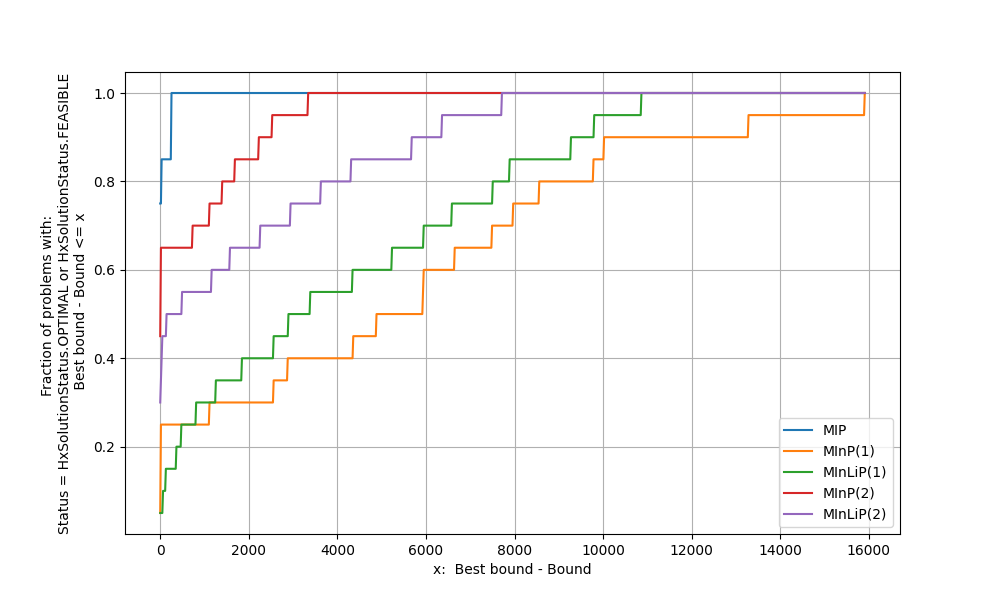 Fraction of problems with:
Status = HxSolutionStatus.OPTIMAL or HxSolutionStatus.FEASIBLE
Best bound - Bound <= x
1.0
0.8
0.6
0.4
0.2
MIP
MInP(1)
MInLiP(1)
MInP(2)
MInLiP(2)
0 2000 4000 6000 8000 10000 12000 14000 16000
x:  Best bound - Bound